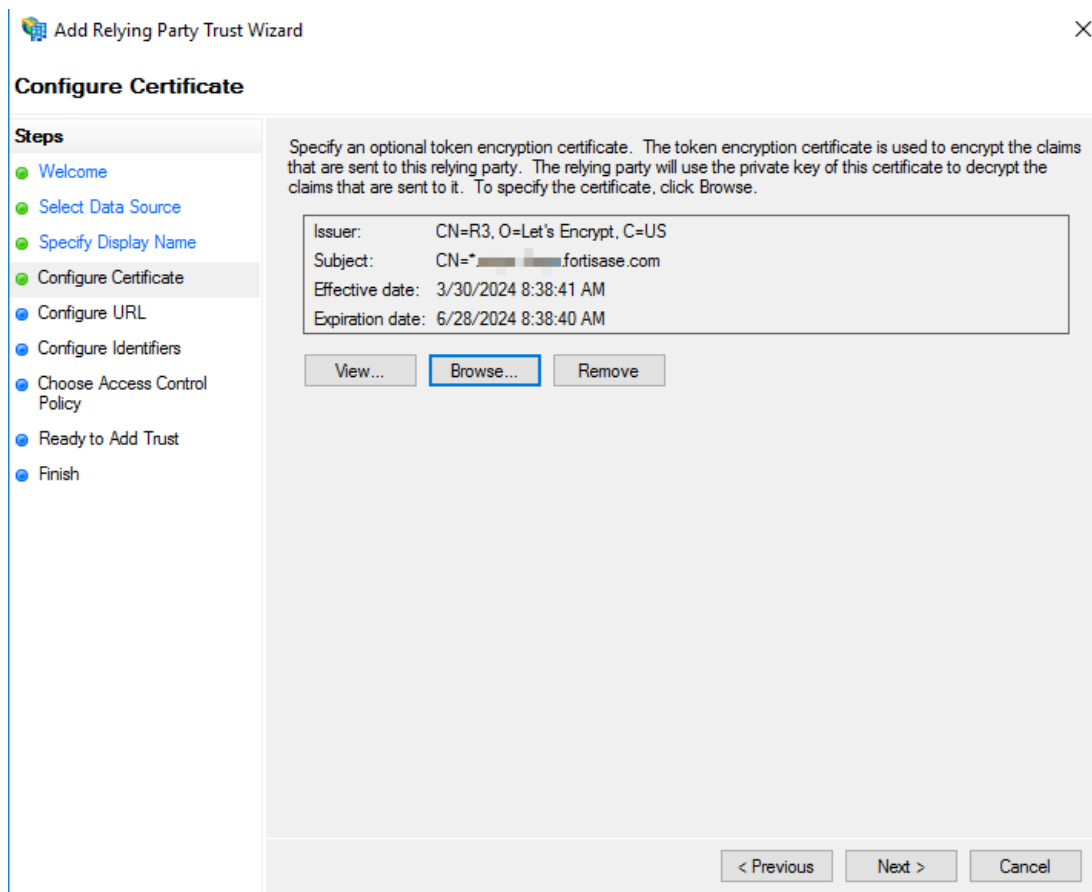 Add Relying Party Trust Wizard
Configure Certificate
Steps
Welcome
Select Data Source
Specify Display Name
Configure Certificate
Configure URL
Configure Identifiers
Choose Access Control
Policy
Ready to Add Trust
Finish
Specify an optional token encryption certificate.  The token encryption certificate is used to encrypt the claims
that are sent to this relying party.  The relying party will use the private key of this certificate to decrypt the
claims that are sent to it.  To specify the certificate, click Browse.
Issuer: CN=R3, O=Let's Encrypt, C=US
Subject: CN=*. .fortisase.com
Effective date: 3/30/2024 8:38:41 AM
Expiration date: 6/28/2024 8:38:40 AM
View... Browse... Remove
< Previous Next > Cancel